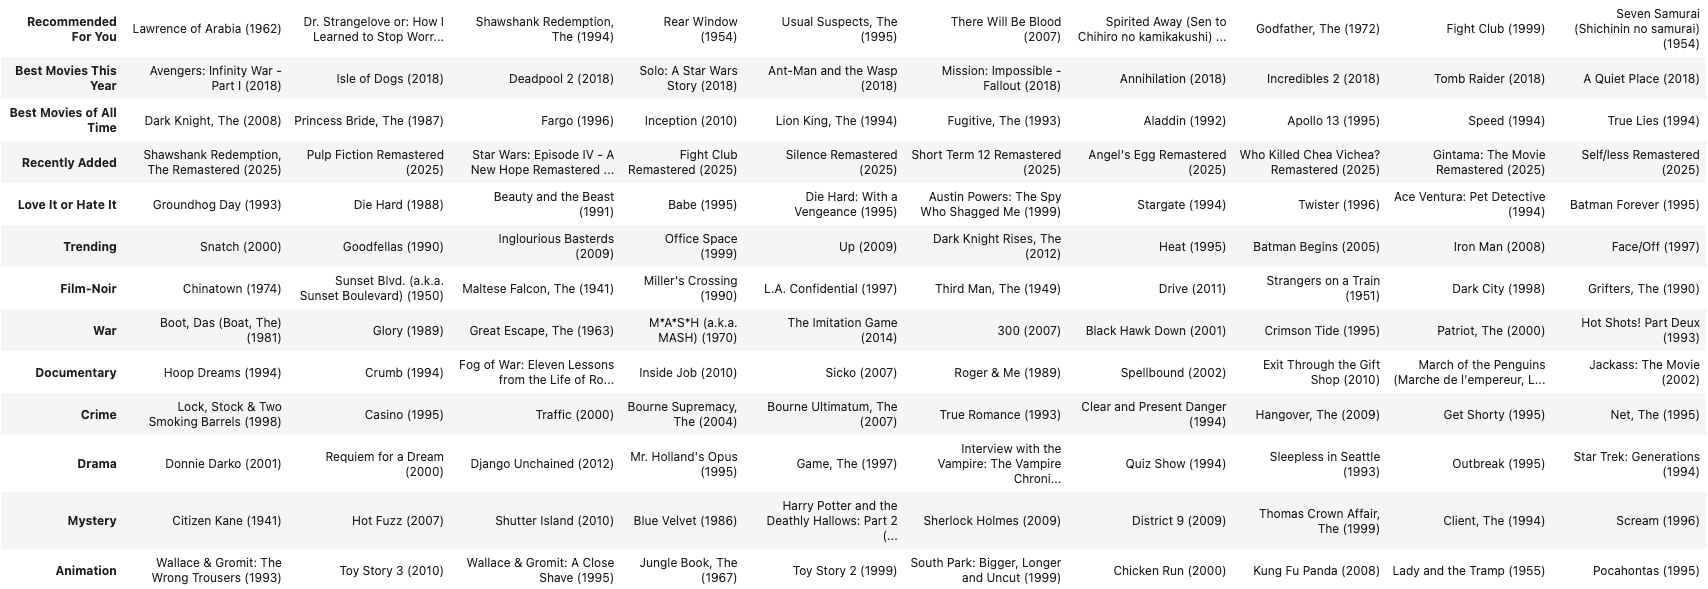 Recommended For You
Lawrence of Arabia (1962)
Dr. Strangelove or: How I Learned to Stop Worr...
Shawshank Redemption, The (1994)
Rear Window (1954)
Usual Suspects, The (1995)
There Will Be Blood (2007)
Spirited Away (Sen to Chihiro no kamikakushi) ...
Godfather, The (1972)
Fight Club (1999)
Seven Samurai (Shichinin no samurai) (1954)
Best Movies This Year
Avengers: Infinity War - Part I (2018)
Isle of Dogs (2018)
Deadpool 2 (2018)
Solo: A Star Wars Story (2018)
Ant-Man and the Wasp (2018)
Mission: Impossible - Fallout (2018)
Annihilation (2018)
Incredibles 2 (2018)
Tomb Raider (2018)
A Quiet Place (2018)
Best Movies of All Time
Dark Knight, The (2008)
Princess Bride, The (1987)
Fargo (1996)
Inception (2010)
Lion King, The (1994)
Fugitive, The (1993)
Aladdin (1992)
Apollo 13 (1995)
Speed (1994)
True Lies (1994)
Recently Added
Shawshank Redemption, The Remastered (2025)
Pulp Fiction Remastered (2025)
Star Wars: Episode IV - A New Hope Remastered ...
Fight Club Remastered (2025)
Silence Remastered (2025)
Short Term 12 Remastered (2025)
Angel's Egg Remastered (2025)
Who Killed Chea Vichea? Remastered (2025)
Gintama: The Movie Remastered (2025)
Self/less Remastered (2025)
Love It or Hate It
Groundhog Day (1993)
Die Hard (1988)
Beauty and the Beast (1991)
Babe (1995)
Die Hard: With a Vengeance (1995)
Austin Powers: The Spy Who Shagged Me (1999)
Stargate (1994)
Twister (1996)
Ace Ventura: Pet Detective (1994)
Batman Forever (1995)
Trending
Snatch (2000)
Goodfellas (1990)
Inglourious Basterds (2009)
Office Space (1999)
Up (2009)
Dark Knight Rises, The (2012)
Heat (1995)
Batman Begins (2005)
Iron Man (2008)
Face/Off (1997)
Film-Noir
Chinatown (1974)
Sunset Blvd. (a.k.a. Sunset Boulevard) (1950)
Maltese Falcon, The (1941)
Miller's Crossing (1990)
L.A. Confidential (1997)
Third Man, The (1949)
Drive (2011)
Strangers on a Train (1951)
Dark City (1998)
Grifters, The (1990)
War
Boot, Das (Boat, The) (1981)
Glory (1989)
Great Escape, The (1963)
M*A*S*H (a.k.a. MASH) (1970)
The Imitation Game (2014)
300 (2007)
Black Hawk Down (2001)
Crimson Tide (1995)
Patriot, The (2000)
Hot Shots! Part Deux (1993)
Documentary
Hoop Dreams (1994)
Crumb (1994)
Fog of War: Eleven Lessons from the Life of Ro...
Inside Job (2010)
Sicko (2007)
Roger & Me (1989)
Spellbound (2002)
Exit Through the Gift Shop (2010)
March of the Penguins (Marche de l'empereur, L...
Jackass: The Movie (2002)
Crime
Lock, Stock & Two Smoking Barrels (1998)
Casino (1995)
Traffic (2000)
Bourne Supremacy, The (2004)
Bourne Ultimatum, The (2007)
True Romance (1993)
Clear and Present Danger (1994)
Hangover, The (2009)
Get Shorty (1995)
Net, The (1995)
Drama
Donnie Darko (2001)
Requiem for a Dream (2000)
Django Unchained (2012)
Mr. Holland's Opus (1995)
Game, The (1997)
Interview with the Vampire: The Vampire Chroni...
Quiz Show (1994)
Sleepless in Seattle (1993)
Outbreak (1995)
Star Trek: Generations (1994)
Mystery
Citizen Kane (1941)
Hot Fuzz (2007)
Shutter Island (2010)
Blue Velvet (1986)
Harry Potter and the Deathly Hallows: Part 2 (...
Sherlock Holmes (2009)
District 9 (2009)
Thomas Crown Affair, The (1999)
Client, The (1994)
Scream (1996)
Animation
Wallace & Gromit: The Wrong Trousers (1993)
Toy Story 3 (2010)
Wallace & Gromit: A Close Shave (1995)
Jungle Book, The (1967)
Toy Story 2 (1999)
South Park: Bigger, Longer and Uncut (1999)
Chicken Run (2000)
Kung Fu Panda (2008)
Lady and the Tramp (1955)
Pocahontas (1995)